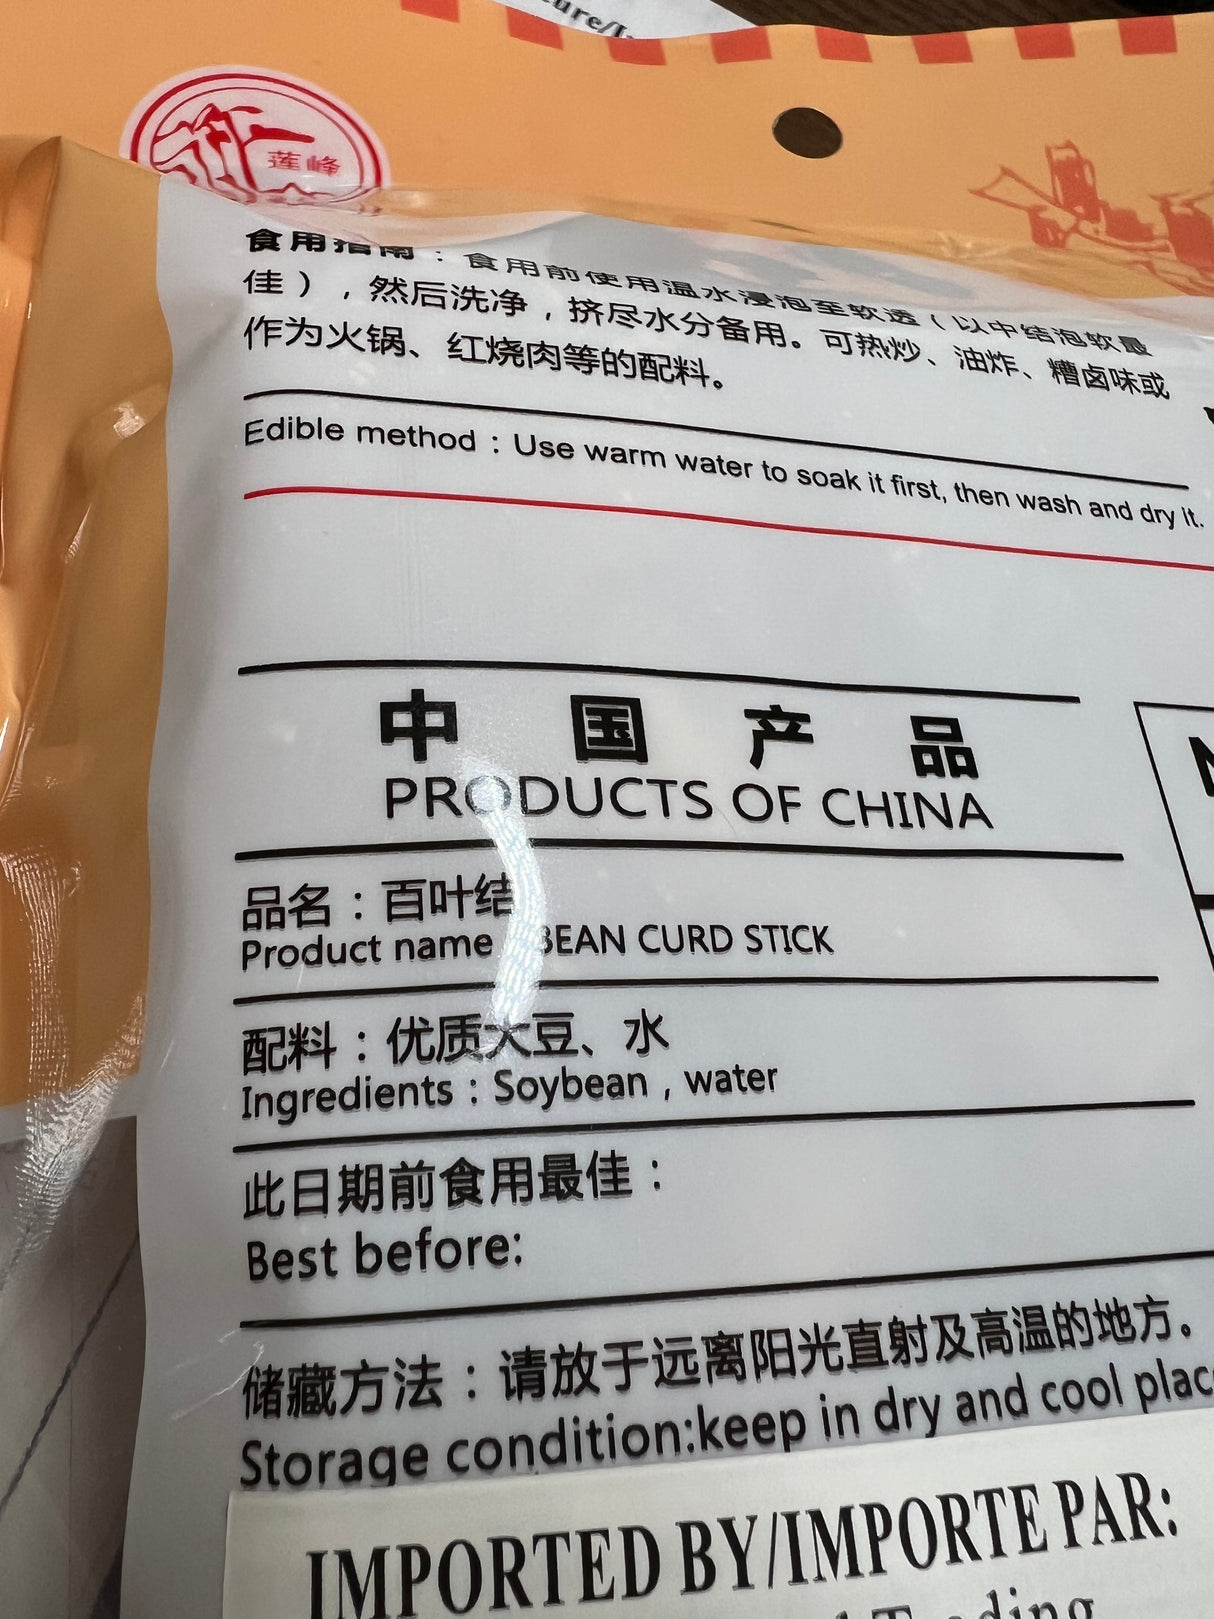 莲峰
食用指南：食用前使用温水浸泡至软透（以中结泡软最
佳），然后洗净，挤尽水分备用。可热炒、油炸、糟卤味或
作为火锅、红烧肉等的配料。
Edible method：Use warm water to soak it first, then wash and dry it.
中国产品
PRODUCTS OF CHINA
品名：百叶结
Product name BEAN CURD STICK
配料：优质大豆、水
Ingredients：Soybean , water
此日期前食用最佳：
Best before:
储藏方法：请放于远离阳光直射及高温的地方。
Storage condition:keep in dry and cool
IMPORTED BY/IMPORTE PAR: